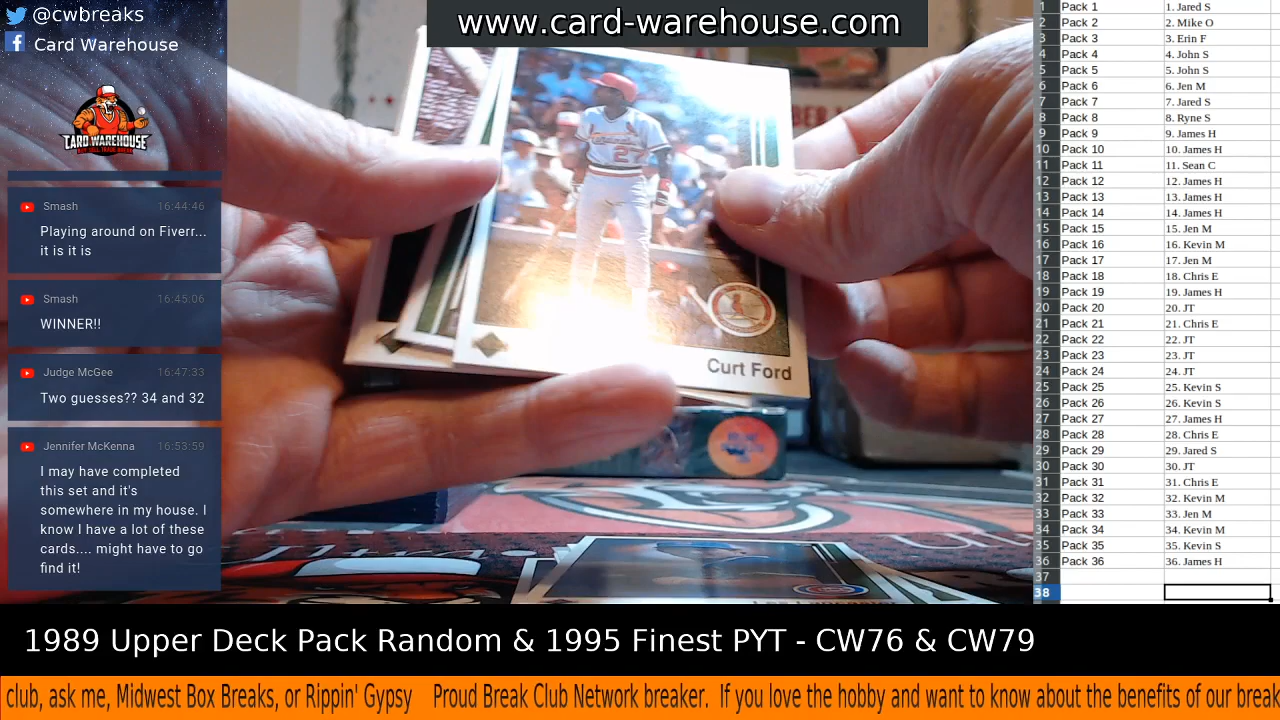 @cwbreaks
Card Warehouse
CARD WAREHOUSE
BUY SELL TRADE BREAK
Smash 16:44:46
Playing around on Fiverr...
it is it is
Smash 16:45:06
WINNER!!
Judge McGee 16:47:33
Two guesses?? 34 and 32
Jennifer McKenna 16:53:59
I may have completed
this set and it's
somewhere in my house. I
know I have a lot of these
cards.... might have to go
find it!
www.card-warehouse.com
27
Curt Ford
1 Pack 1 1. Jared S
2 Pack 2 2. Mike O
3 Pack 3 3. Erin F
4 Pack 4 4. John S
5 Pack 5 5. John S
6 Pack 6 6. Jen M
7 Pack 7 7. Jared S
8 Pack 8 8. Ryne S
9 Pack 9 9. James H
10 Pack 10 10. James H
11 Pack 11 11. Sean C
12 Pack 12 12. James H
13 Pack 13 13. James H
14 Pack 14 14. James H
15 Pack 15 15. Jen M
16 Pack 16 16. Kevin M
17 Pack 17 17. Jen M
18 Pack 18 18. Chris E
19 Pack 19 19. James H
20 Pack 20 20. JT
21 Pack 21 21. Chris E
22 Pack 22 22. JT
23 Pack 23 23. JT
24 Pack 24 24. JT
25 Pack 25 25. Kevin S
26 Pack 26 26. Kevin S
27 Pack 27 27. James H
28 Pack 28 28. Chris E
29 Pack 29 29. Jared S
30 Pack 30 30. JT
31 Pack 31 31. Chris E
32 Pack 32 32. Kevin M
33 Pack 33 33. Jen M
34 Pack 34 34. Kevin M
35 Pack 35 35. Kevin S
36 Pack 36 36. James H
37
38
1989 Upper Deck Pack Random & 1995 Finest PYT - CW76 & CW79
club, ask me, Midwest Box Breaks, or Rippin' Gypsy Proud Break Club Network breaker. If you love the hobby and want to know about the benefits of our break